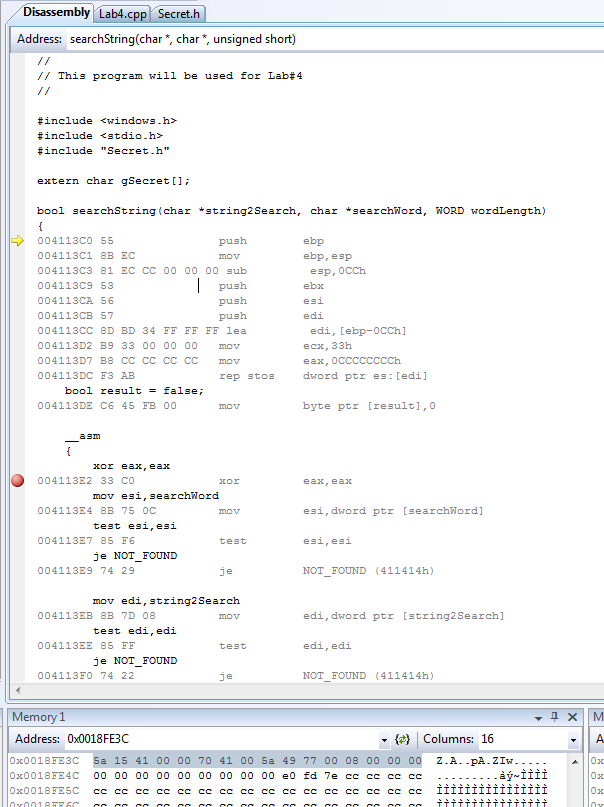 Disassembly Lab4.cpp Secret.h
Address: searchString(char *, char *, unsigned short)
//
// This program will be used for Lab#4
//
#include <windows.h>
#include <stdio.h>
#include "Secret.h"
extern char gSecret[];
bool searchString(char *string2Search, char *searchWord, WORD wordLength)
{
004113C0 55 push ebp
004113C1 8B EC mov ebp,esp
004113C3 81 EC CC 00 00 00 sub esp,0CCh
004113C9 53 push ebx
004113CA 56 push esi
004113CB 57 push edi
004113CC 8D BD 34 FF FF FF lea edi,[ebp-0CCh]
004113D2 B9 33 00 00 00 mov ecx,33h
004113D7 B8 CC CC CC CC mov eax,0CCCCCCCCh
004113DC F3 AB rep stos dword ptr es:[edi]
bool result = false;
004113DE C6 45 FB 00 mov byte ptr [result],0
__asm
{
xor eax,eax
004113E2 33 C0 xor eax,eax
mov esi,searchWord
004113E4 8B 75 0C mov esi,dword ptr [searchWord]
test esi,esi
004113E7 85 F6 test esi,esi
je NOT_FOUND
004113E9 74 29 je NOT_FOUND (411414h)
mov edi,string2Search
004113EB 8B 7D 08 mov edi,dword ptr [string2Search]
test edi,edi
004113EE 85 FF test edi,edi
je NOT_FOUND
004113F0 74 22 je NOT_FOUND (411414h)
Memory 1
Address: 0x0018FE3C Columns: 16
0x0018FE3C 5a 15 41 00 00 70 41 00 5a 49 77 00 08 00 00 00 Z.A..pA.ZIw.....
0x0018FE4C 00 00 00 00 00 00 00 00 00 e0 fd 7e cc cc cc cc .........àý~ÌÌÌÌ
0x0018FE5C cc cc cc cc cc cc cc cc cc cc cc cc cc cc cc cc ÌÌÌÌÌÌÌÌÌÌÌÌÌÌÌÌ